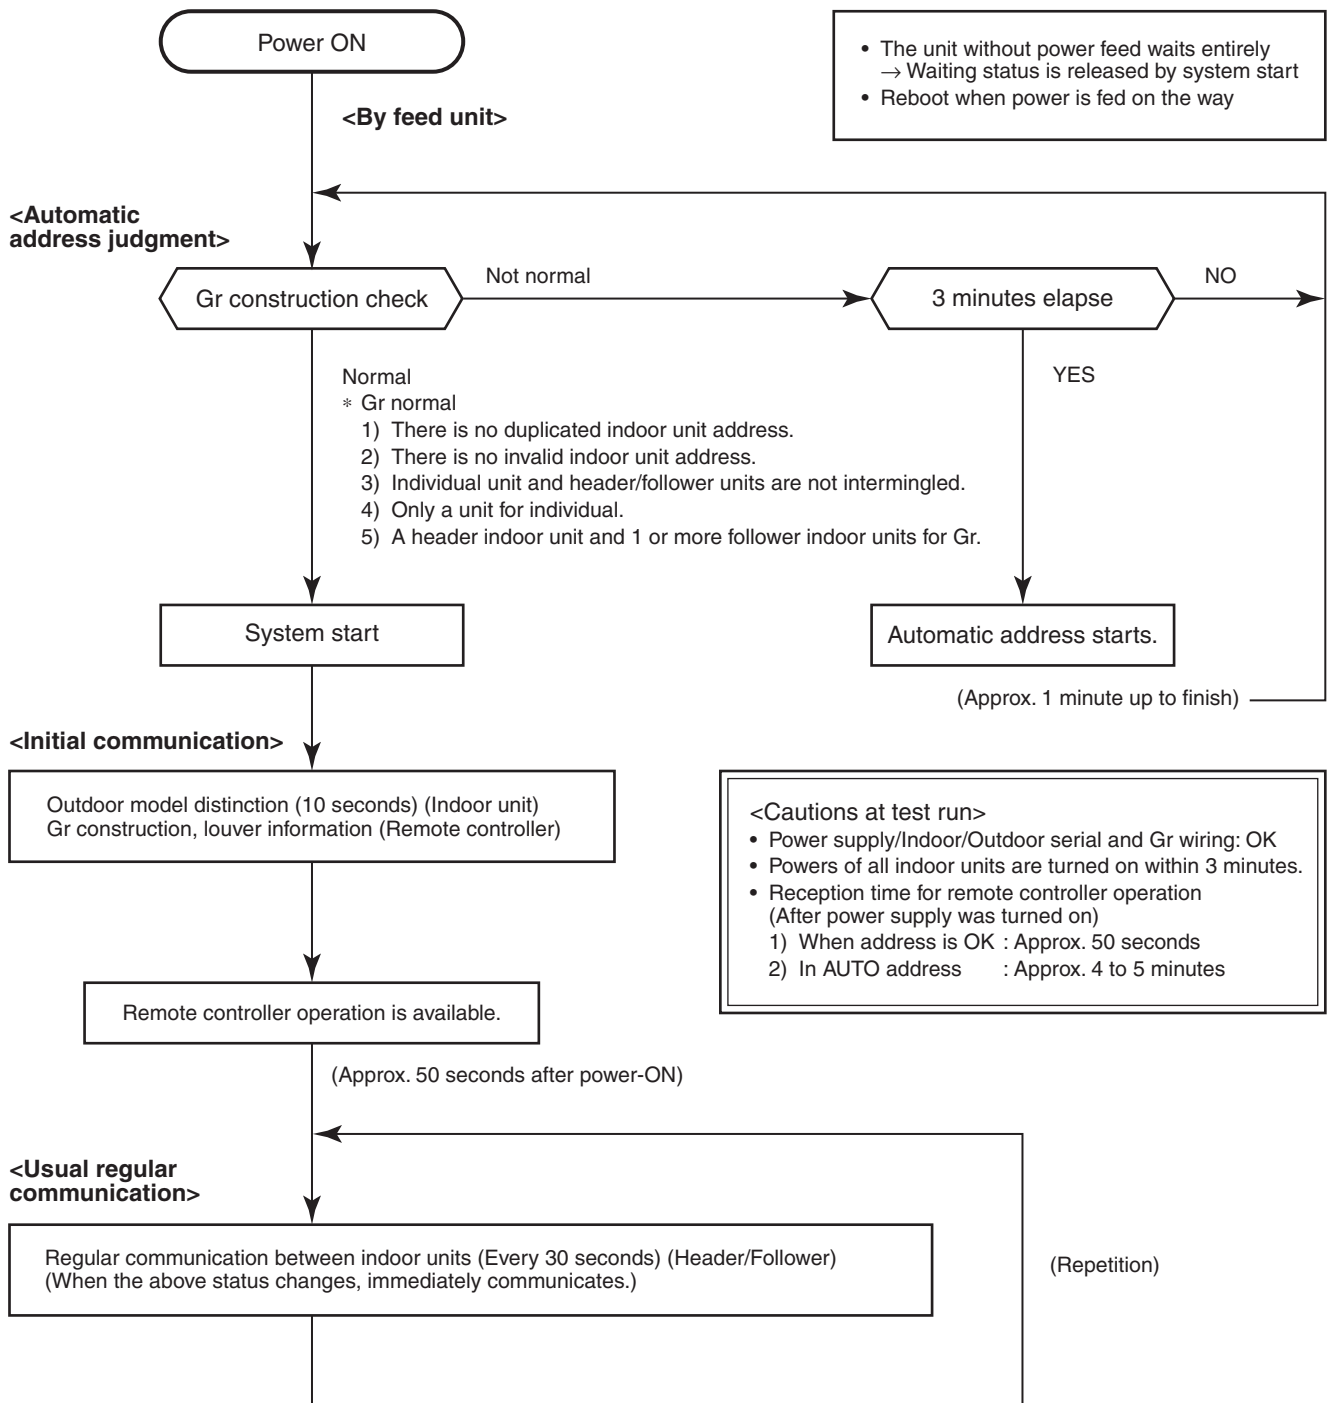 Power ON
• The unit without power feed waits entirely
→ Waiting status is released by system start
• Reboot when power is fed on the way
<By feed unit>
<Automatic
address judgment>
Gr construction check
Not normal
3 minutes elapse
NO
Normal
* Gr normal
1) There is no duplicated indoor unit address.
2) There is no invalid indoor unit address.
3) Individual unit and header/follower units are not intermingled.
4) Only a unit for individual.
5) A header indoor unit and 1 or more follower indoor units for Gr.
YES
System start
Automatic address starts.
(Approx. 1 minute up to finish)
<Initial communication>
Outdoor model distinction (10 seconds) (Indoor unit)
Gr construction, louver information (Remote controller)
<Cautions at test run>
• Power supply/Indoor/Outdoor serial and Gr wiring: OK
• Powers of all indoor units are turned on within 3 minutes.
• Reception time for remote controller operation
(After power supply was turned on)
1) When address is OK : Approx. 50 seconds
2) In AUTO address : Approx. 4 to 5 minutes
Remote controller operation is available.
(Approx. 50 seconds after power-ON)
<Usual regular
communication>
Regular communication between indoor units (Every 30 seconds) (Header/Follower)
(When the above status changes, immediately communicates.)
(Repetition)